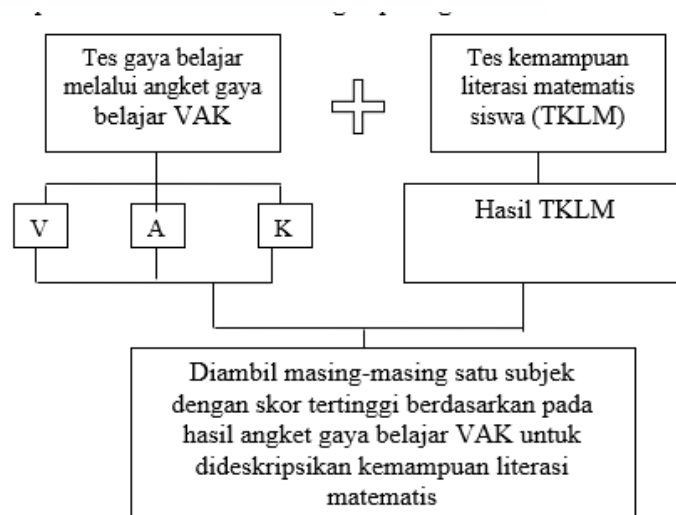 Tes gaya belajar
melalui angket gaya
belajar VAK
Tes kemampuan
literasi matematis
siswa (TKLM)
V
A
K
Hasil TKLM
Diambil masing-masing satu subjek
dengan skor tertinggi berdasarkan pada
hasil angket gaya belajar VAK untuk
dideskripsikan kemampuan literasi
matematis